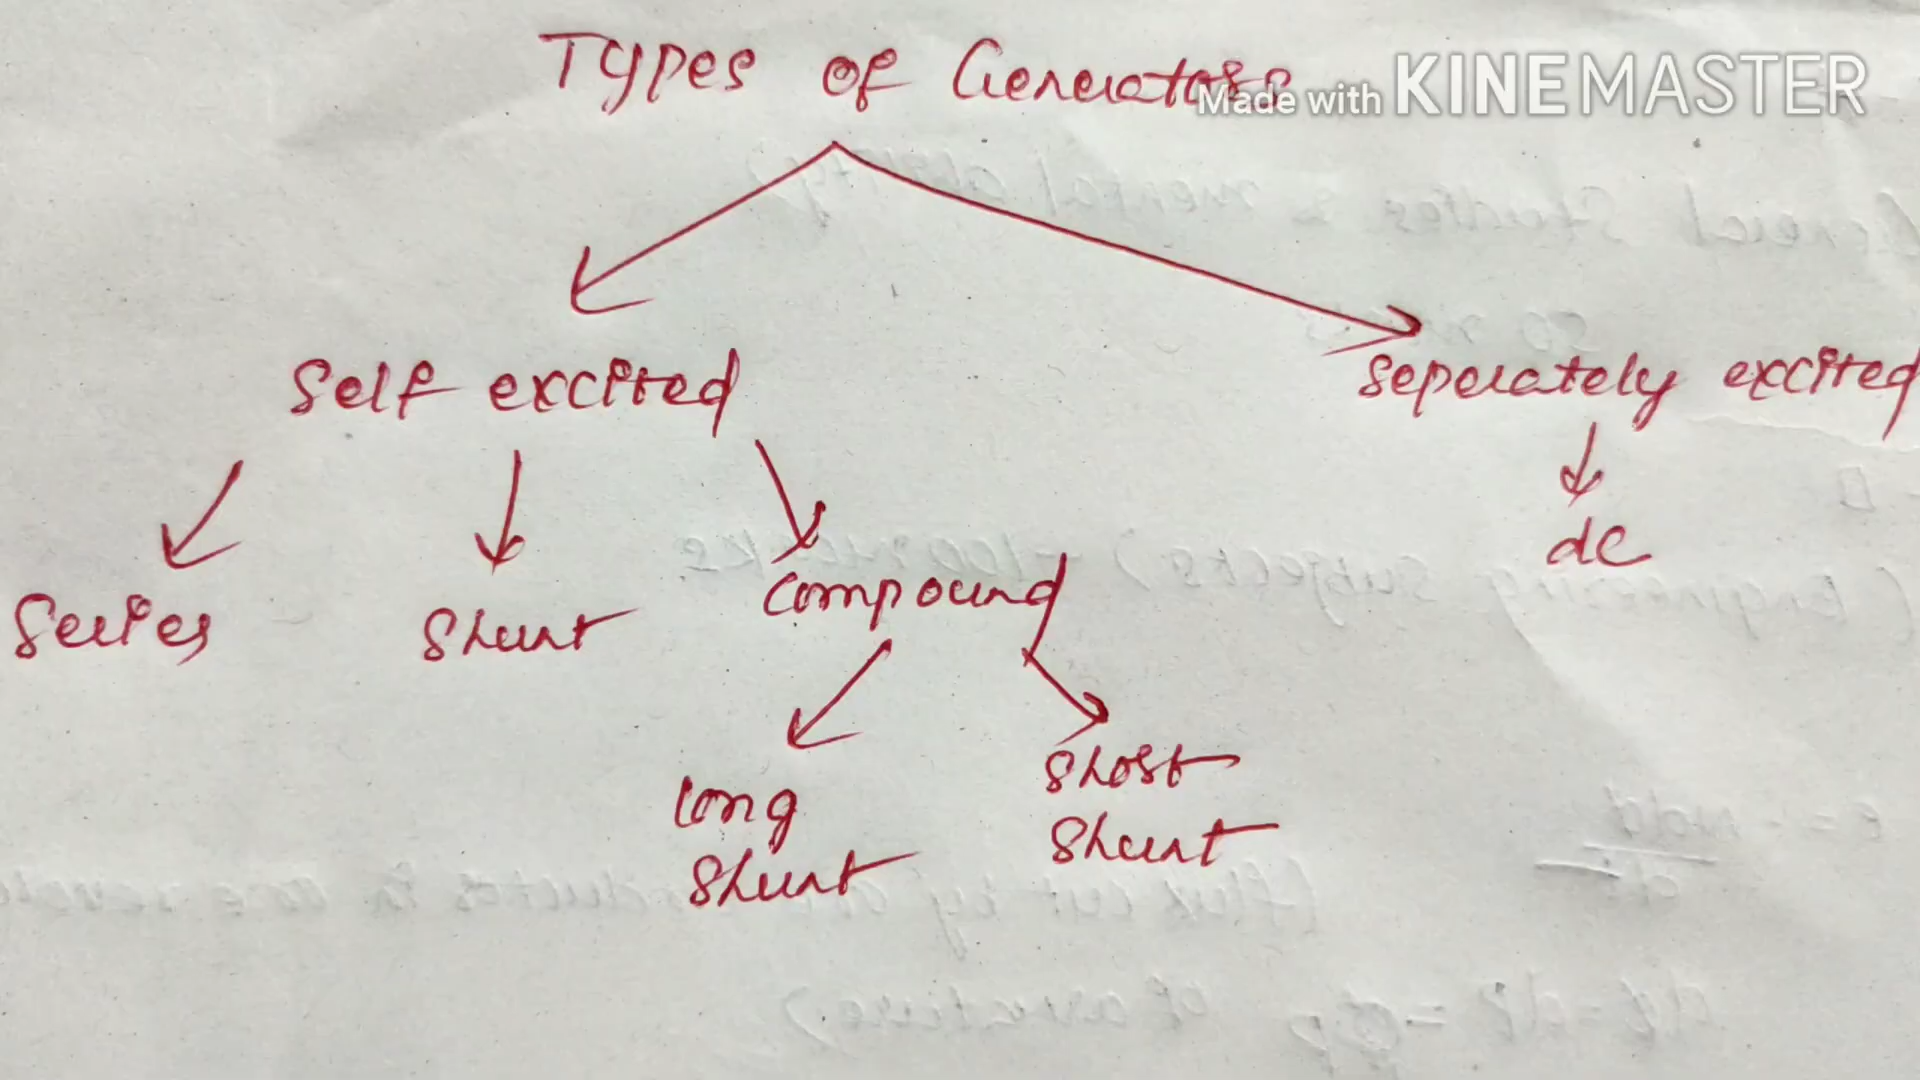 Types of Generators
Made with KINEMASTER
Self excited
Seperately excited
dc
Series
Shunt
Compound
long
Shunt
Short
Shunt